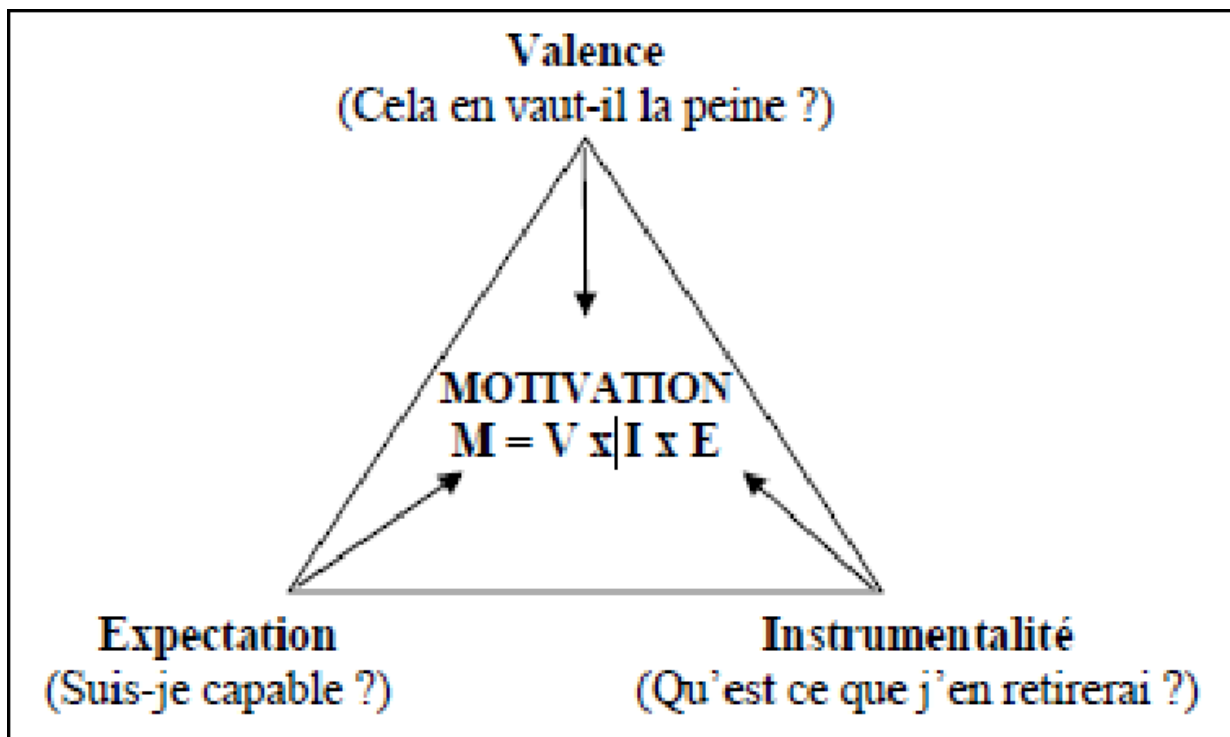 Valence
(Cela en vaut-il la peine ?)
MOTIVATION
M = V x I x E
Expectation
(Suis-je capable ?)
Instrumentalité
(Qu'est ce que j'en retirerai ?)